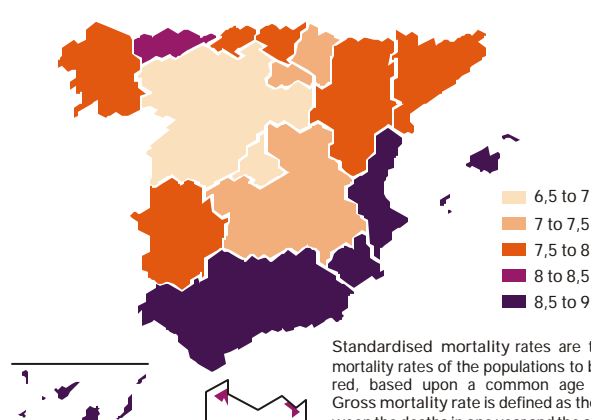 6,5 to 7
7 to 7,5
7,5 to 8
8 to 8,5
8,5 to 9
Standardised mortality rates are
mortality rates of the populations to
red, based upon a common age
Gross mortality rate is defined as the